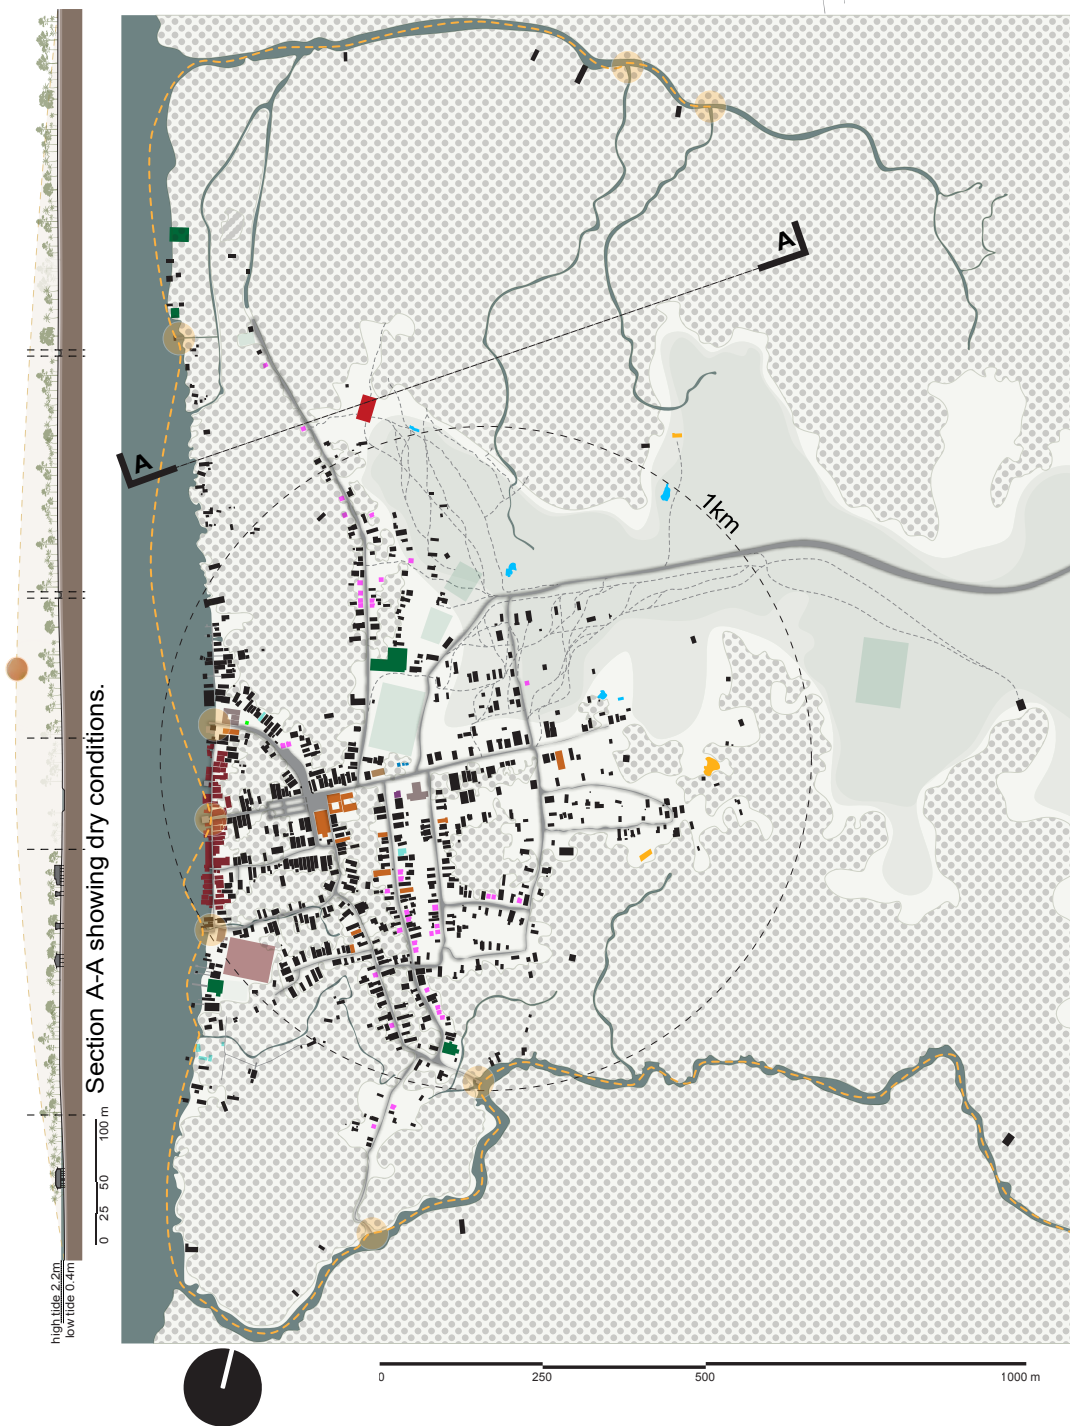 A
A
1km
Section A-A showing dry conditions.
0 25 50 100 m
high tide 2.2m
low tide 0.4m
0 250 500 1000 m